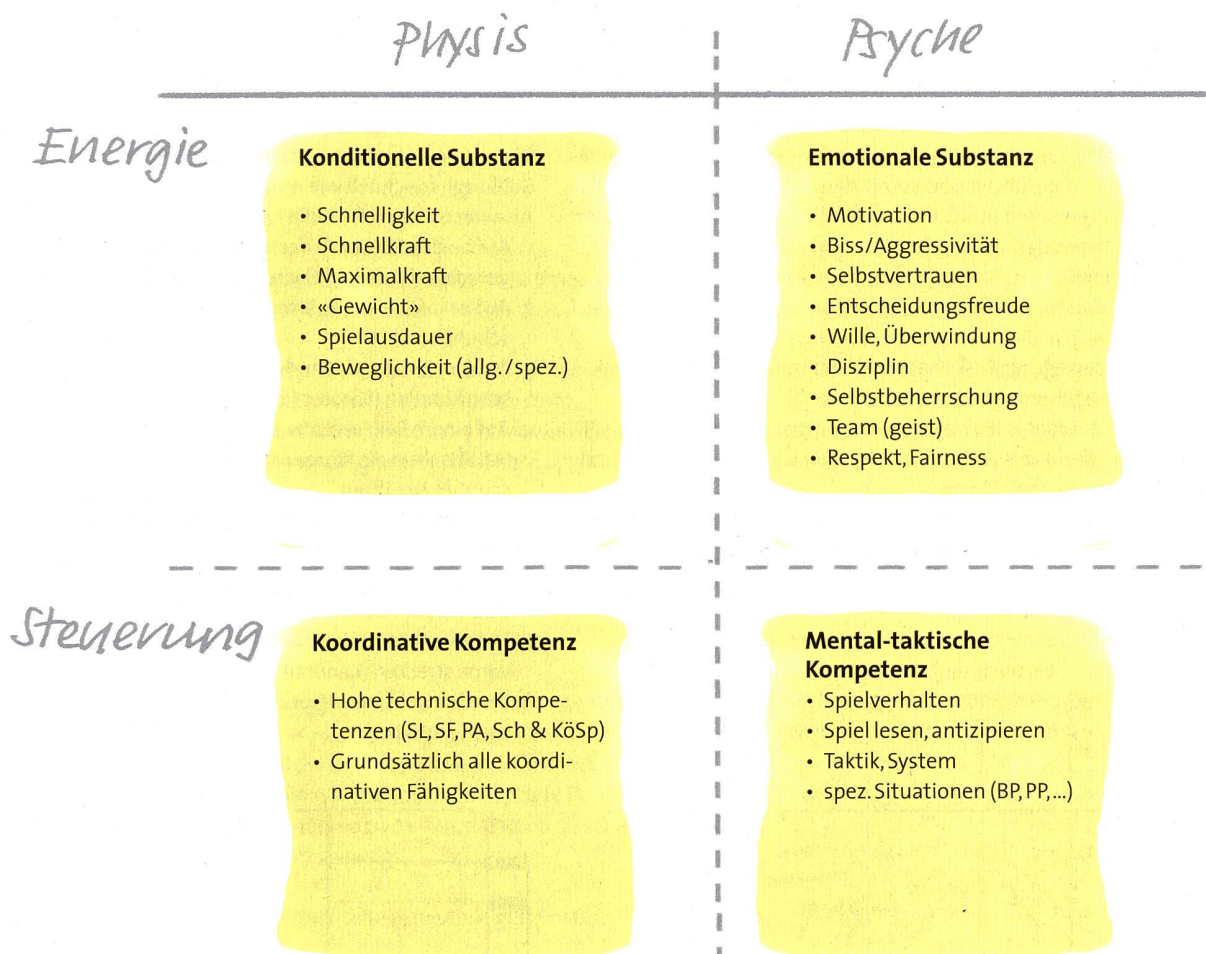 Physis
Psyche
Energie
Konditionelle Substanz
• Schnelligkeit
• Schnellkraft
• Maximalkraft
• «Gewicht»
• Spielausdauer
• Beweglichkeit (allg./spez.)
Emotionale Substanz
• Motivation
• Biss/Aggressivität
• Selbstvertrauen
• Entscheidungsfreude
• Wille, Überwindung
• Disziplin
• Selbstbeherrschung
• Team (geist)
• Respekt, Fairness
Steuerung
Koordinative Kompetenz
• Hohe technische Kompe-
tenzen (SL, SF, PA, Sch & KöSp)
• Grundsätzlich alle koordi-
nativen Fähigkeiten
Mental-taktische
Kompetenz
• Spielverhalten
• Spiel lesen, antizipieren
• Taktik, System
• spez. Situationen (BP, PP, ...)